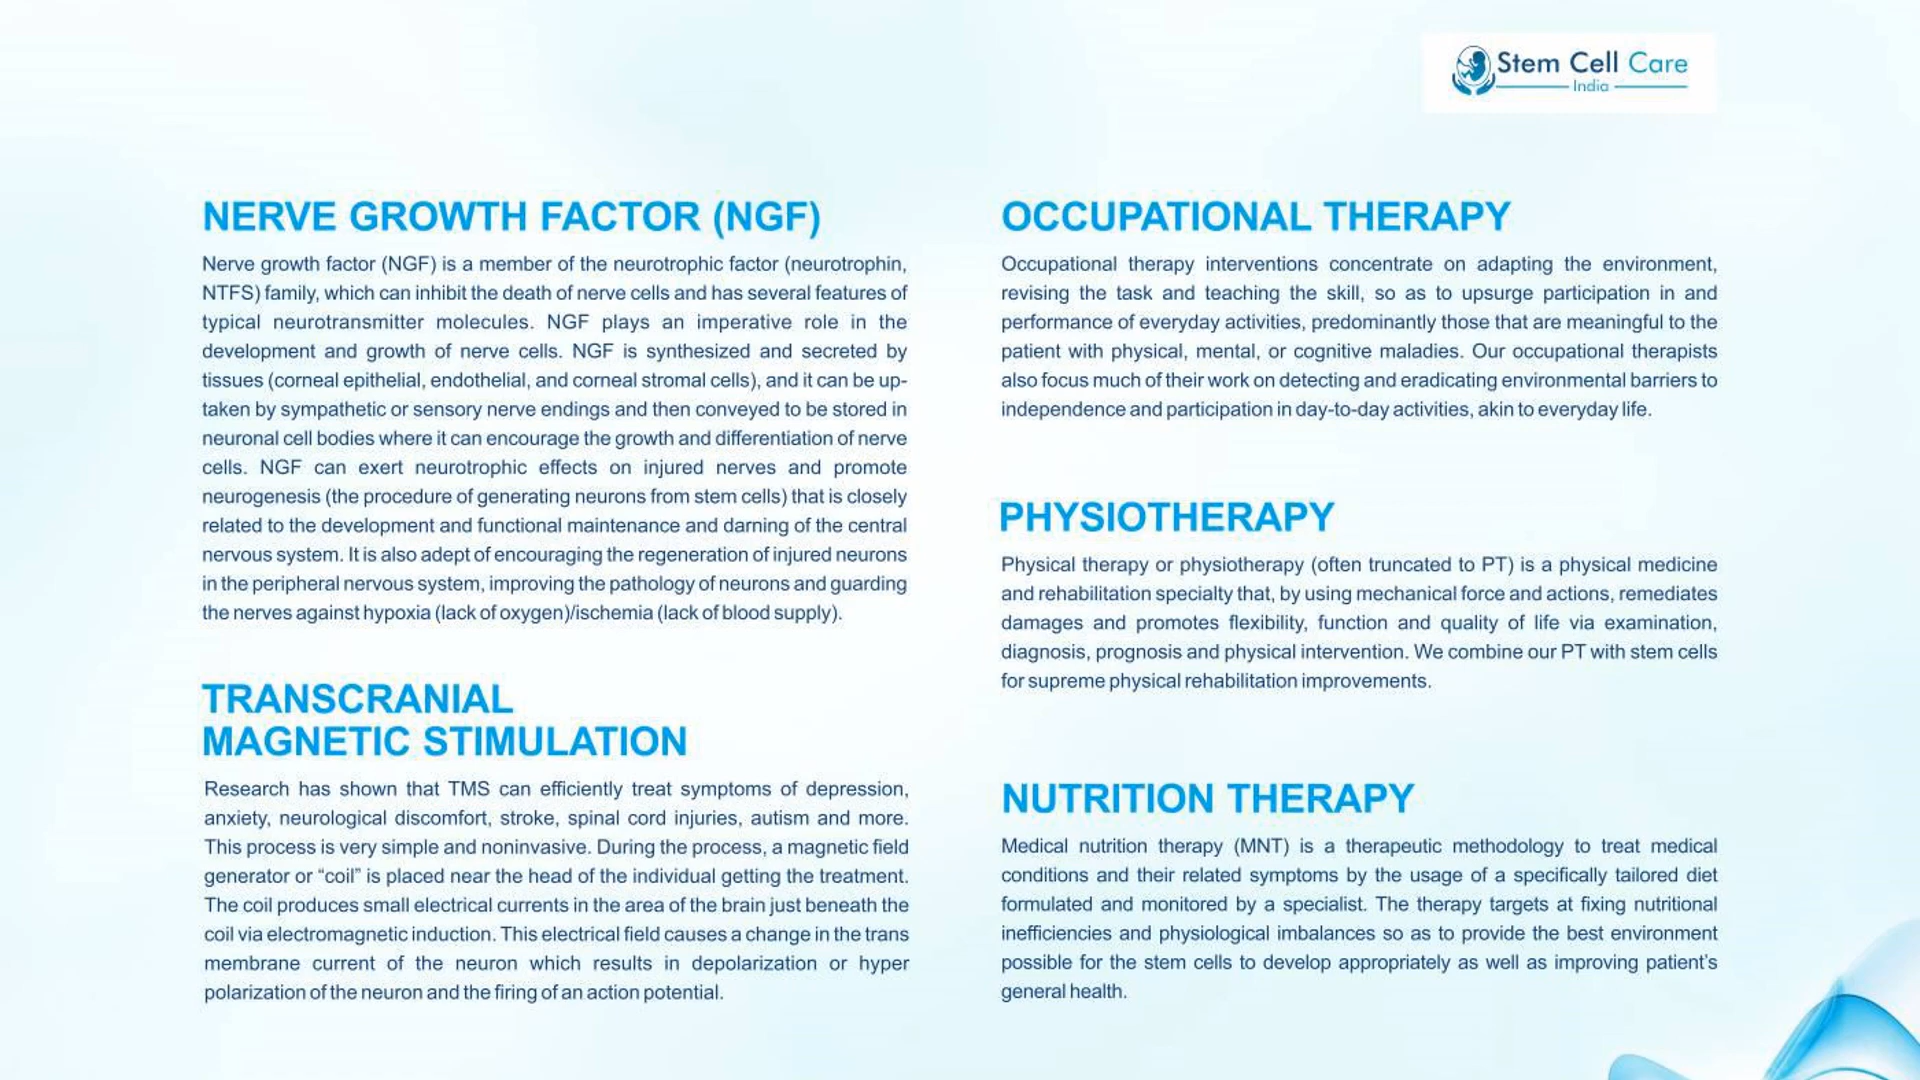 Stem Cell Care
India
NERVE GROWTH FACTOR (NGF)
Nerve growth factor (NGF) is a member of the neurotrophic factor (neurotrophin,
NTFS) family, which can inhibit the death of nerve cells and has several features of
typical neurotransmitter molecules. NGF plays an imperative role in the
development and growth of nerve cells. NGF is synthesized and secreted by
tissues (corneal epithelial, endothelial, and corneal stromal cells), and it can be up-
taken by sympathetic or sensory nerve endings and then conveyed to be stored in
neuronal cell bodies where it can encourage the growth and differentiation of nerve
cells. NGF can exert neurotrophic effects on injured nerves and promote
neurogenesis (the procedure of generating neurons from stem cells) that is closely
related to the development and functional maintenance and darning of the central
nervous system. It is also adept of encouraging the regeneration of injured neurons
in the peripheral nervous system, improving the pathology of neurons and guarding
the nerves against hypoxia (lack of oxygen)/ischemia (lack of blood supply).
TRANSCRANIAL
MAGNETIC STIMULATION
Research has shown that TMS can efficiently treat symptoms of depression,
anxiety, neurological discomfort, stroke, spinal cord injuries, autism and more.
This process is very simple and noninvasive. During the process, a magnetic field
generator or “coil” is placed near the head of the individual getting the treatment.
The coil produces small electrical currents in the area of the brain just beneath the
coil via electromagnetic induction. This electrical field causes a change in the trans
membrane current of the neuron which results in depolarization or hyper
polarization of the neuron and the firing of an action potential.
OCCUPATIONAL THERAPY
Occupational therapy interventions concentrate on adapting the environment,
revising the task and teaching the skill, so as to upsurge participation in and
performance of everyday activities, predominantly those that are meaningful to the
patient with physical, mental, or cognitive maladies. Our occupational therapists
also focus much of their work on detecting and eradicating environmental barriers to
independence and participation in day-to-day activities, akin to everyday life.
PHYSIOTHERAPY
Physical therapy or physiotherapy (often truncated to PT) is a physical medicine
and rehabilitation specialty that, by using mechanical force and actions, remediates
damages and promotes flexibility, function and quality of life via examination,
diagnosis, prognosis and physical intervention. We combine our PT with stem cells
for supreme physical rehabilitation improvements.
NUTRITION THERAPY
Medical nutrition therapy (MNT) is a therapeutic methodology to treat medical
conditions and their related symptoms by the usage of a specifically tailored diet
formulated and monitored by a specialist. The therapy targets at fixing nutritional
inefficiencies and physiological imbalances so as to provide the best environment
possible for the stem cells to develop appropriately as well as improving patient’s
general health.